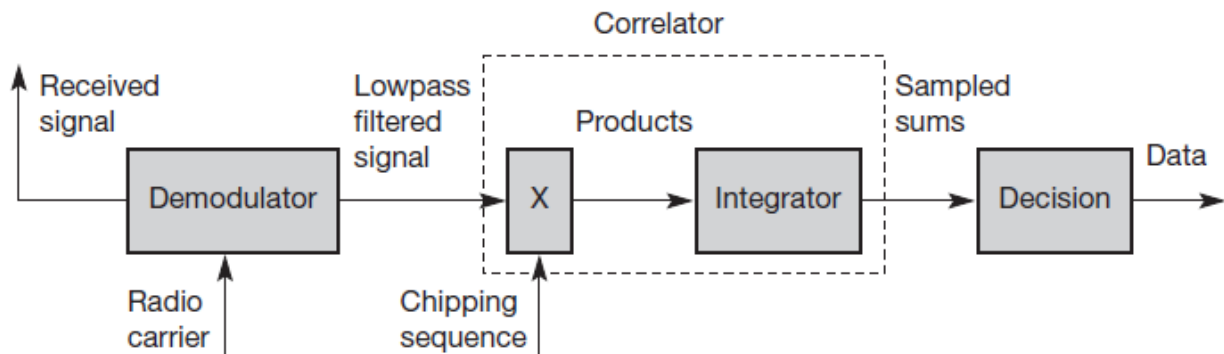 Correlator
Received
signal
Lowpass
filtered
signal
Products
Sampled
sums
Data
Demodulator
X
Integrator
Decision
Radio
carrier
Chipping
sequence